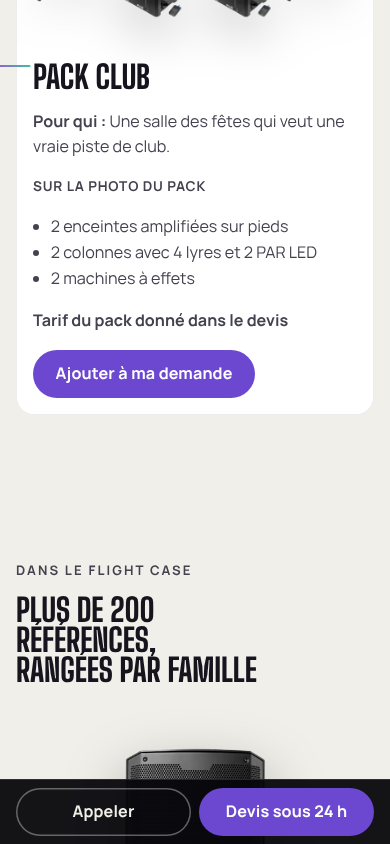 PACK CLUB
Pour qui : Une salle des fêtes qui veut une
vraie piste de club.
SUR LA PHOTO DU PACK
• 2 enceintes amplifiées sur pieds
• 2 colonnes avec 4 lyres et 2 PAR LED
• 2 machines à effets
Tarif du pack donné dans le devis
Ajouter à ma demande
DANS LE FLIGHT CASE
PLUS DE 200
RÉFÉRENCES,
RANGÉES PAR FAMILLE
Appeler
Devis sous 24 h